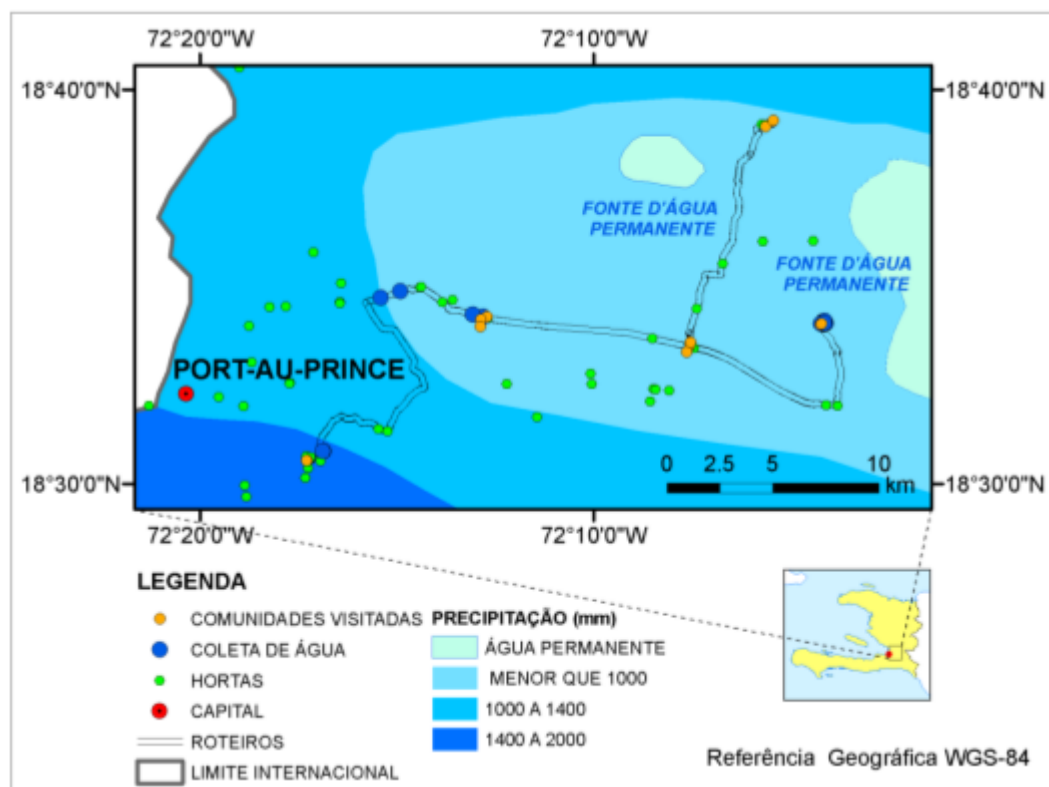 72°20'0"W
72°10'0"W
18°40'0"N
18°40'0"N
FONTE D'ÁGUA
PERMANENTE
FONTE D'ÁGUA
PERMANENTE
PORT-AU-PRINCE
0 2.5 5 10
km
18°30'0"N
18°30'0"N
72°20'0"W
72°10'0"W
LEGENDA
COMUNIDADES VISITADAS
COLETA DE ÁGUA
HORTAS
CAPITAL
ROTEIROS
LIMITE INTERNACIONAL
PRECIPITAÇÃO (mm)
ÁGUA PERMANENTE
MENOR QUE 1000
1000 A 1400
1400 A 2000
Referência Geográfica WGS-84